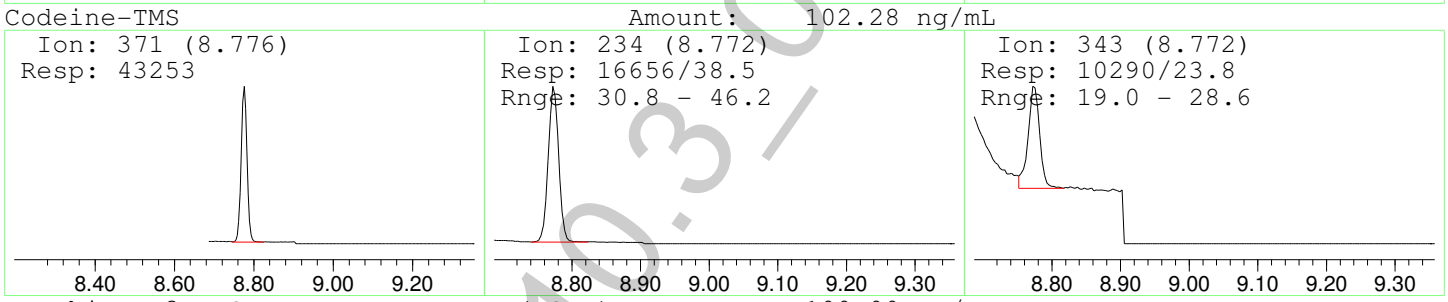 Codeine-TMS Amount: 102.28 ng/mL
Ion: 371 (8.776)
Resp: 43253
8.40 8.60 8.80 9.00 9.20
Ion: 234 (8.772)
Resp: 16656/38.5
Rnge: 30.8 - 46.2
8.80 8.90 9.00 9.10 9.20 9.30
Ion: 343 (8.772)
Resp: 10290/23.8
Rnge: 19.0 - 28.6
8.80 8.90 9.00 9.10 9.20 9.30